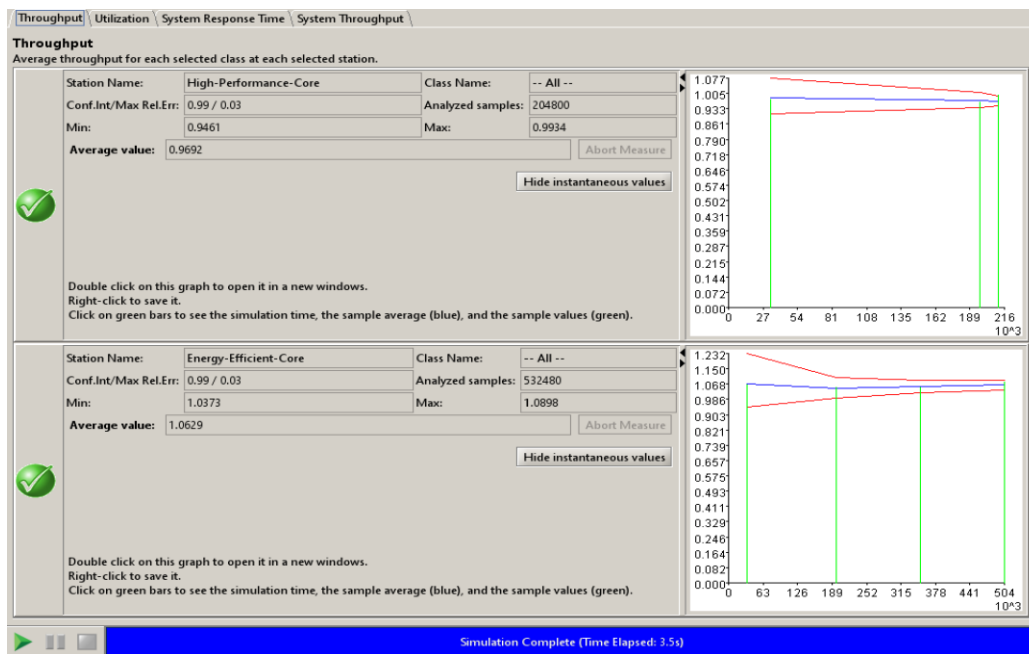 Throughput Utilization System Response Time System Throughput
Throughput
Average throughput for each selected class at each selected station.
Station Name: High-Performance-Core Class Name: -- All --
Conf.Int/Max Rel.Err: 0.99 / 0.03 Analyzed samples: 204800
Min: 0.9461 Max: 0.9934
Average value: 0.9692 Abort Measure
Hide instantaneous values
Double click on this graph to open it in a new windows.
Right-click to save it.
Click on green bars to see the simulation time, the sample average (blue), and the sample values (green).
1.077
1.005
0.933
0.861
0.790
0.718
0.646
0.574
0.502
0.431
0.359
0.287
0.215
0.144
0.072
0.000
0 27 54 81 108 135 162 189 216
10^3
Station Name: Energy-Efficient-Core Class Name: -- All --
Conf.Int/Max Rel.Err: 0.99 / 0.03 Analyzed samples: 532480
Min: 1.0373 Max: 1.0898
Average value: 1.0629 Abort Measure
Hide instantaneous values
Double click on this graph to open it in a new windows.
Right-click to save it.
Click on green bars to see the simulation time, the sample average (blue), and the sample values (green).
1.232
1.150
1.068
0.986
0.903
0.821
0.739
0.657
0.575
0.493
0.411
0.329
0.246
0.164
0.082
0.000
0 63 126 189 252 315 378 441 504
10^3
Simulation Complete (Time Elapsed: 3.5s)